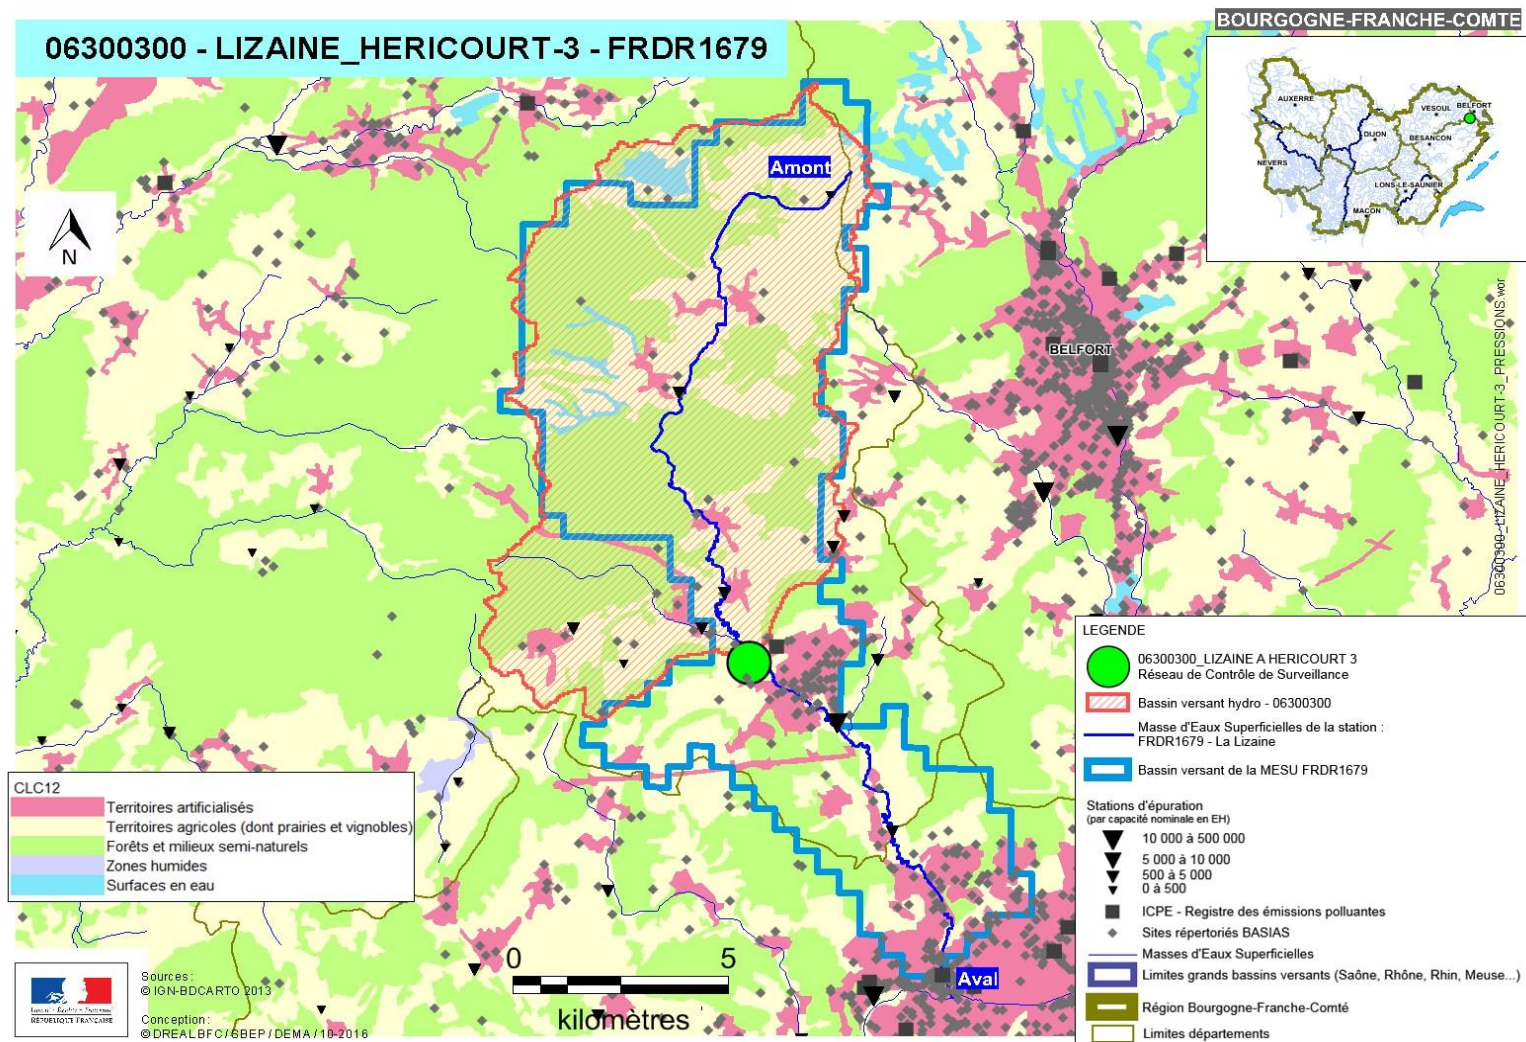 BOURGOGNE-FRANCHE-COMTE
06300300 - LIZAINE_HERICOURT-3 - FRDR1679
AUXERRE
VESOUL
BELFORT
DIJON
BESANCON
NEVERS
LONS-LE-SAUNIER
MACON
Amont
N
BELFORT
06300300_LIZAINE_HERICOURT-3_PRESSIONS.wor
LEGENDE
06300300_LIZAINE A HERICOURT 3
Réseau de Contrôle de Surveillance
Bassin versant hydro - 06300300
Masse d'Eaux Superficielles de la station :
FRDR1679 - La Lizaine
Bassin versant de la MESU FRDR1679
Stations d'épuration
(par capacité nominale en EH)
10 000 à 500 000
5 000 à 10 000
500 à 5 000
0 à 500
ICPE - Registre des émissions polluantes
Sites répertoriés BASIAS
Masses d'Eaux Superficielles
Limites grands bassins versants (Saône, Rhône, Rhin, Meuse...)
Région Bourgogne-Franche-Comté
Limites départements
CLC12
Territoires artificialisés
Territoires agricoles (dont prairies et vignobles)
Forêts et milieux semi-naturels
Zones humides
Surfaces en eau
Aval
0 5
kilomètres
Liberté • Égalité • Fraternité
RÉPUBLIQUE FRANÇAISE
Sources :
© IGN-BDCARTO 2013
Conception :
© DREALBFC/SBEP/DEMA/10-2016